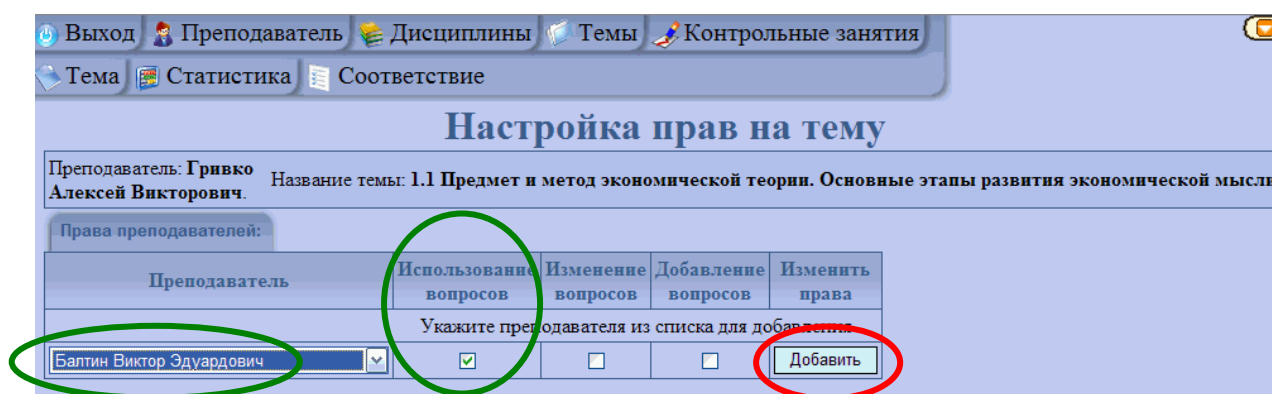 Выход Преподаватель Дисциплины Темы Контрольные занятия
Тема Статистика Соответствие
Настройка прав на тему
Преподаватель: Гривко
Алексей Викторович.
Название темы: 1.1 Предмет и метод экономической теории. Основные этапы развития экономической мысли
Права преподавателей:
Преподаватель
Использование
вопросов
Изменение
вопросов
Добавление
вопросов
Изменить
права
Укажите преподавателя из списка для добавления
Балтин Виктор Эдуардович
Добавить